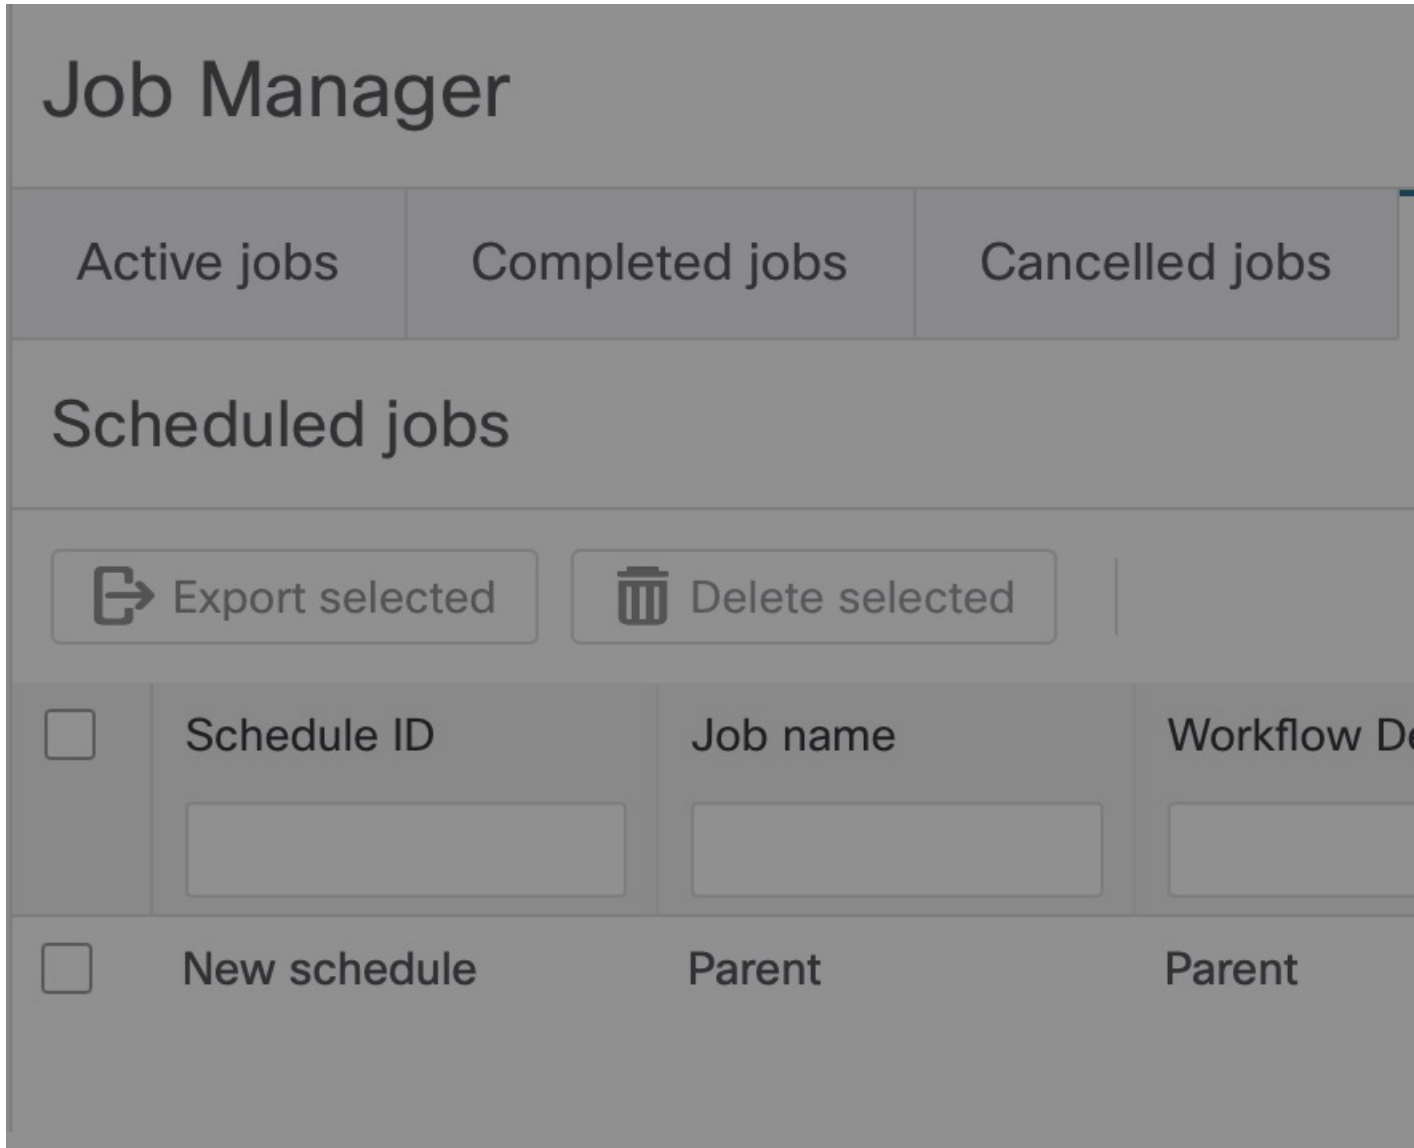 Job Manager
Active jobs Completed jobs Cancelled jobs
Scheduled jobs
Export selected Delete selected
Schedule ID Job name Workflow
New schedule Parent Parent